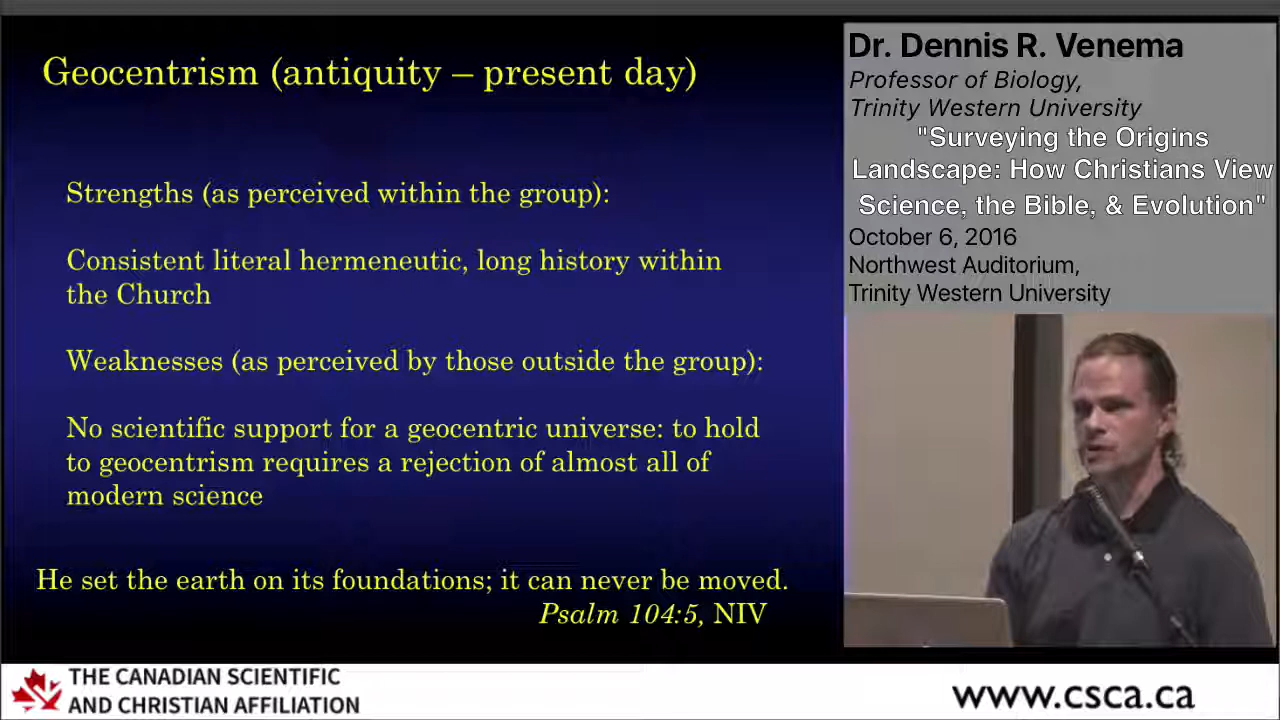 Geocentrism (antiquity – present day)
Strengths (as perceived within the group):
Consistent literal hermeneutic, long history within
the Church
Weaknesses (as perceived by those outside the group):
No scientific support for a geocentric universe: to hold
to geocentrism requires a rejection of almost all of
modern science
He set the earth on its foundations; it can never be moved.
Psalm 104:5, NIV
Dr. Dennis R. Venema
Professor of Biology,
Trinity Western University
"Surveying the Origins
Landscape: How Christians View
Science, the Bible, & Evolution"
October 6, 2016
Northwest Auditorium,
Trinity Western University
THE CANADIAN SCIENTIFIC
AND CHRISTIAN AFFILIATION
www.csca.ca